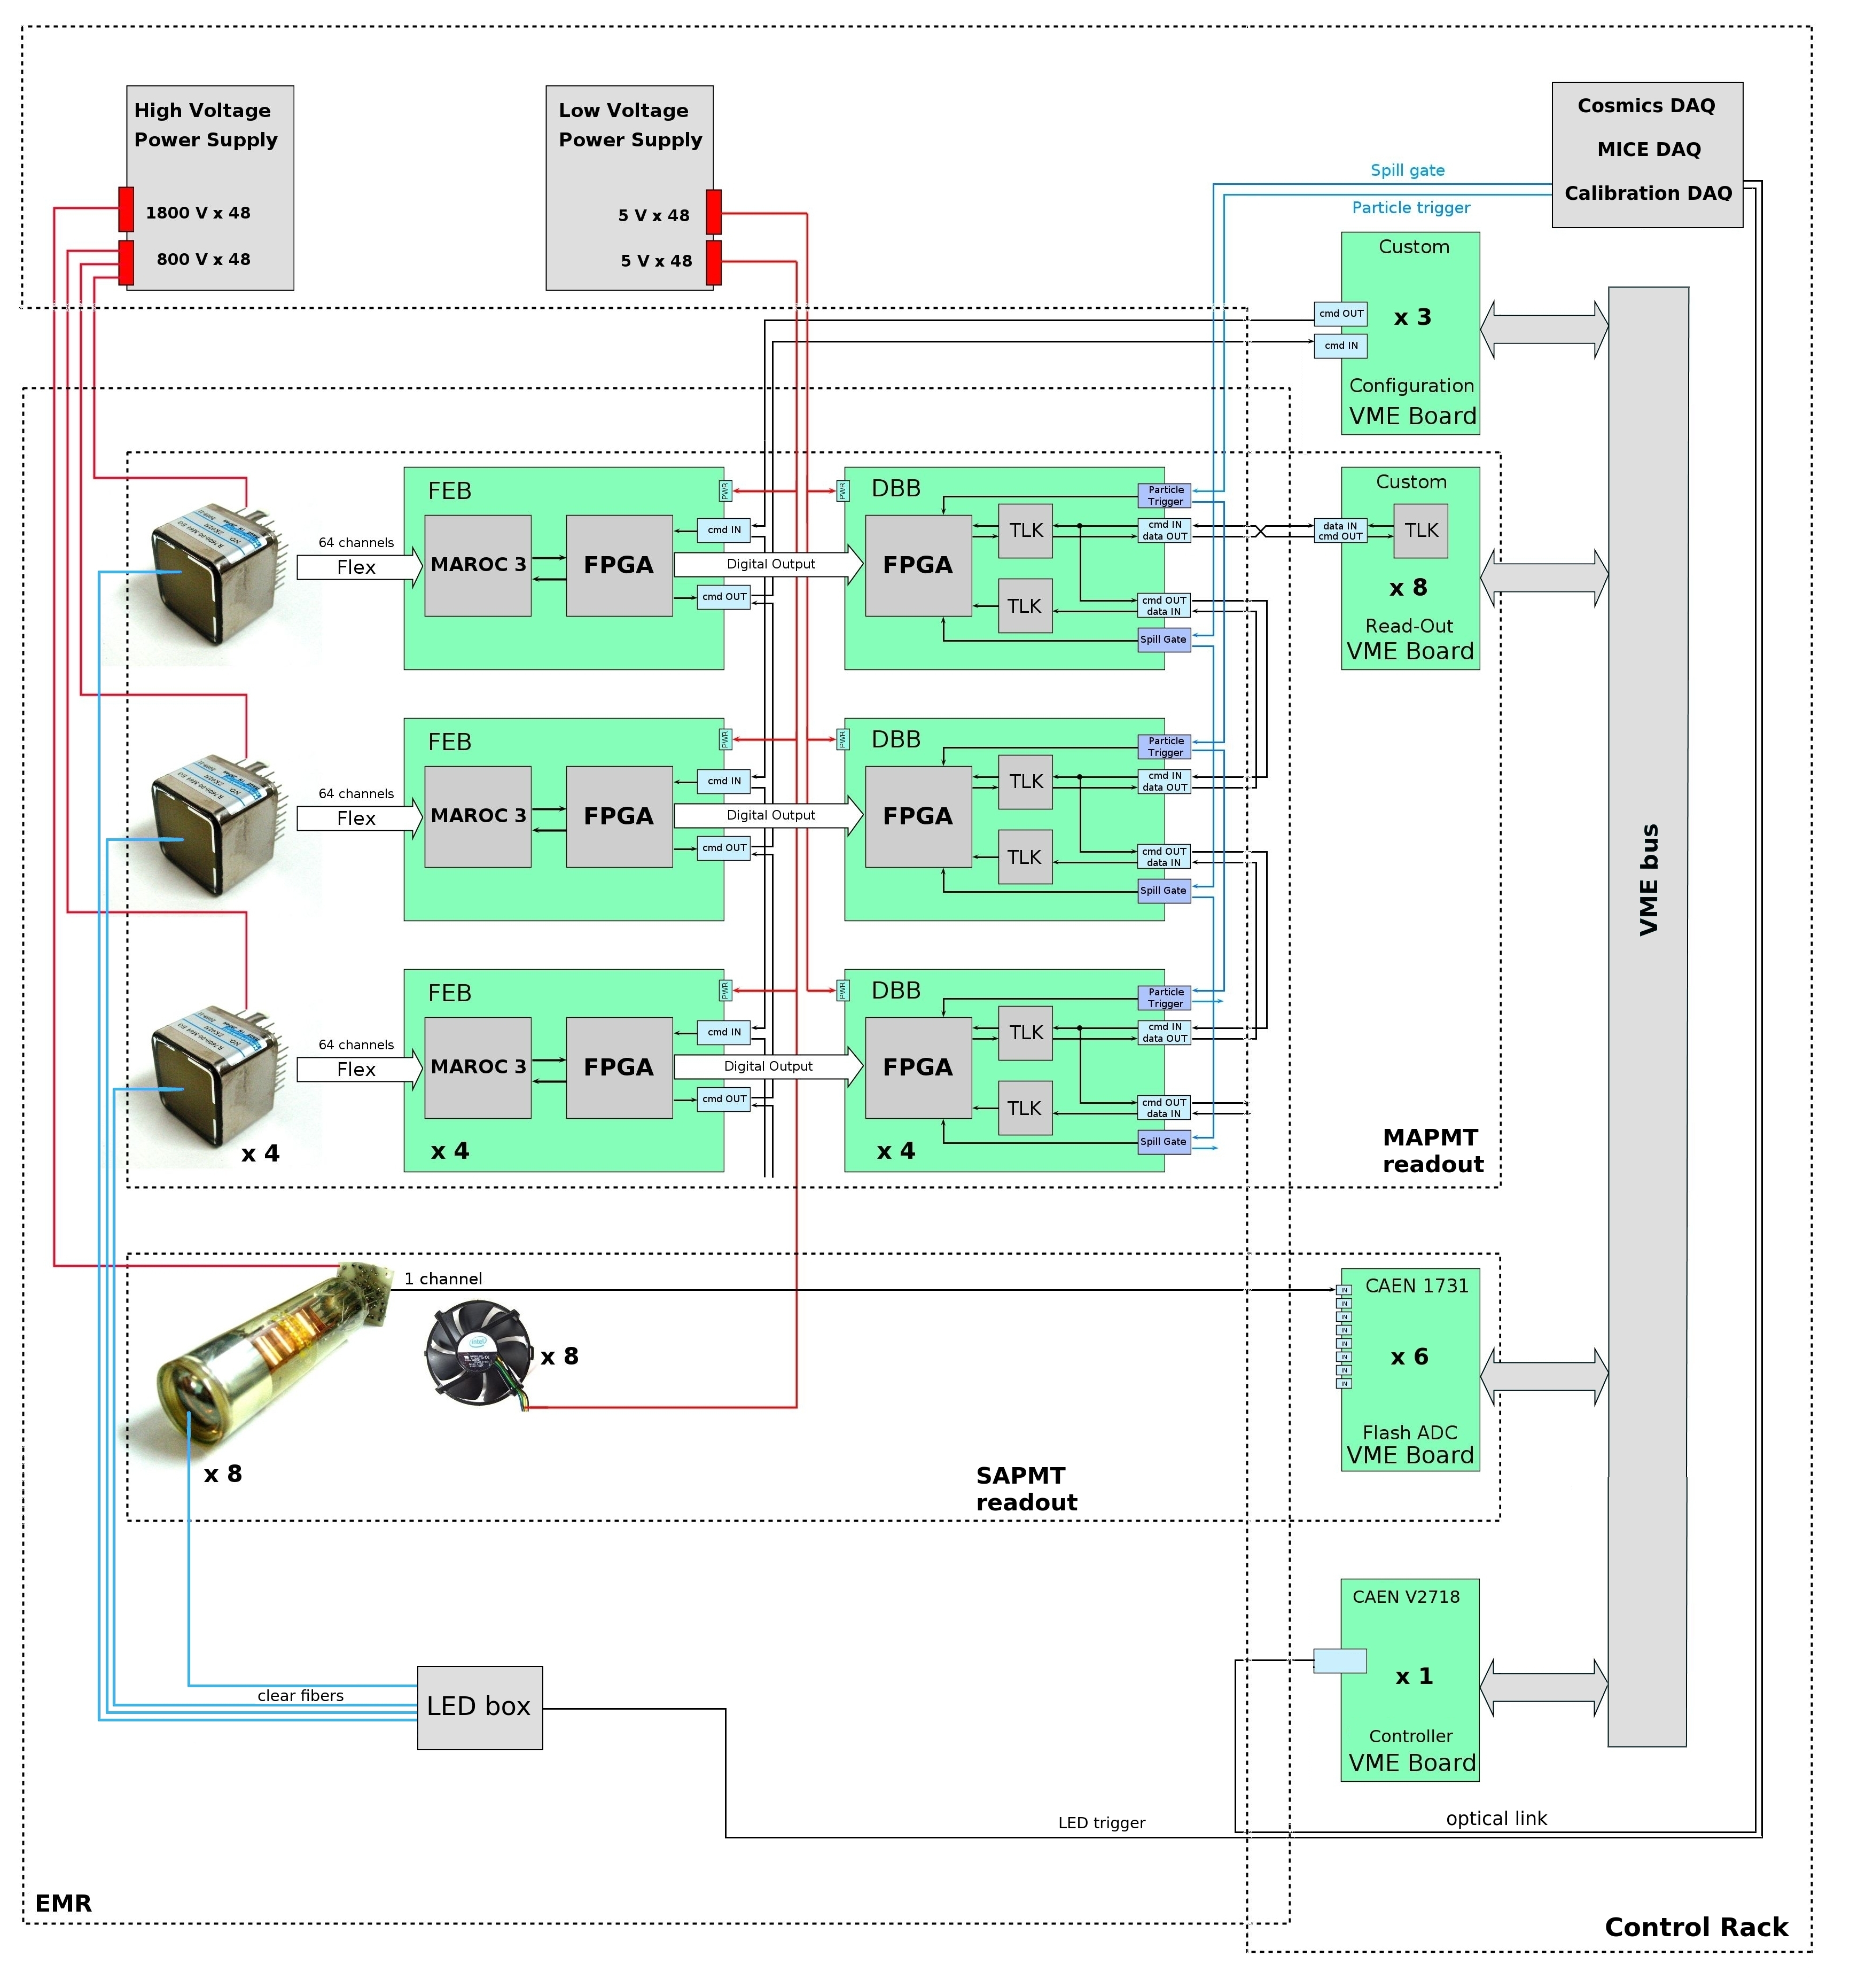 High Voltage
Power Supply
1800 V x 48
800 V x 48
Low Voltage
Power Supply
5 V x 48
5 V x 48
Cosmics DAQ
MICE DAQ
Calibration DAQ
Spill gate
Particle trigger
Custom
x 3
cmd OUT
cmd IN
Configuration
VME Board
VME bus
64 channels
Flex
FEB
PWR
MAROC 3
FPGA
cmd IN
cmd OUT
Digital Output
DBB
PWR
FPGA
TLK
TLK
Particle
Trigger
cmd IN
data OUT
cmd OUT
data IN
Spill Gate
Custom
data IN
cmd OUT
TLK
x 8
Read-Out
VME Board
64 channels
Flex
FEB
PWR
MAROC 3
FPGA
cmd IN
cmd OUT
Digital Output
DBB
PWR
FPGA
TLK
TLK
Particle
Trigger
cmd IN
data OUT
cmd OUT
data IN
Spill Gate
64 channels
Flex
x 4
FEB
PWR
MAROC 3
FPGA
cmd IN
cmd OUT
x 4
Digital Output
DBB
PWR
FPGA
TLK
TLK
x 4
Particle
Trigger
cmd IN
data OUT
cmd OUT
data IN
Spill Gate
MAPMT
readout
1 channel
x 8
x 8
SAPMT
readout
CAEN 1731
IN
IN
IN
IN
IN
IN
IN
IN
x 6
Flash ADC
VME Board
CAEN V2718
x 1
Controller
VME Board
clear fibers
LED box
LED trigger
optical link
EMR
Control Rack